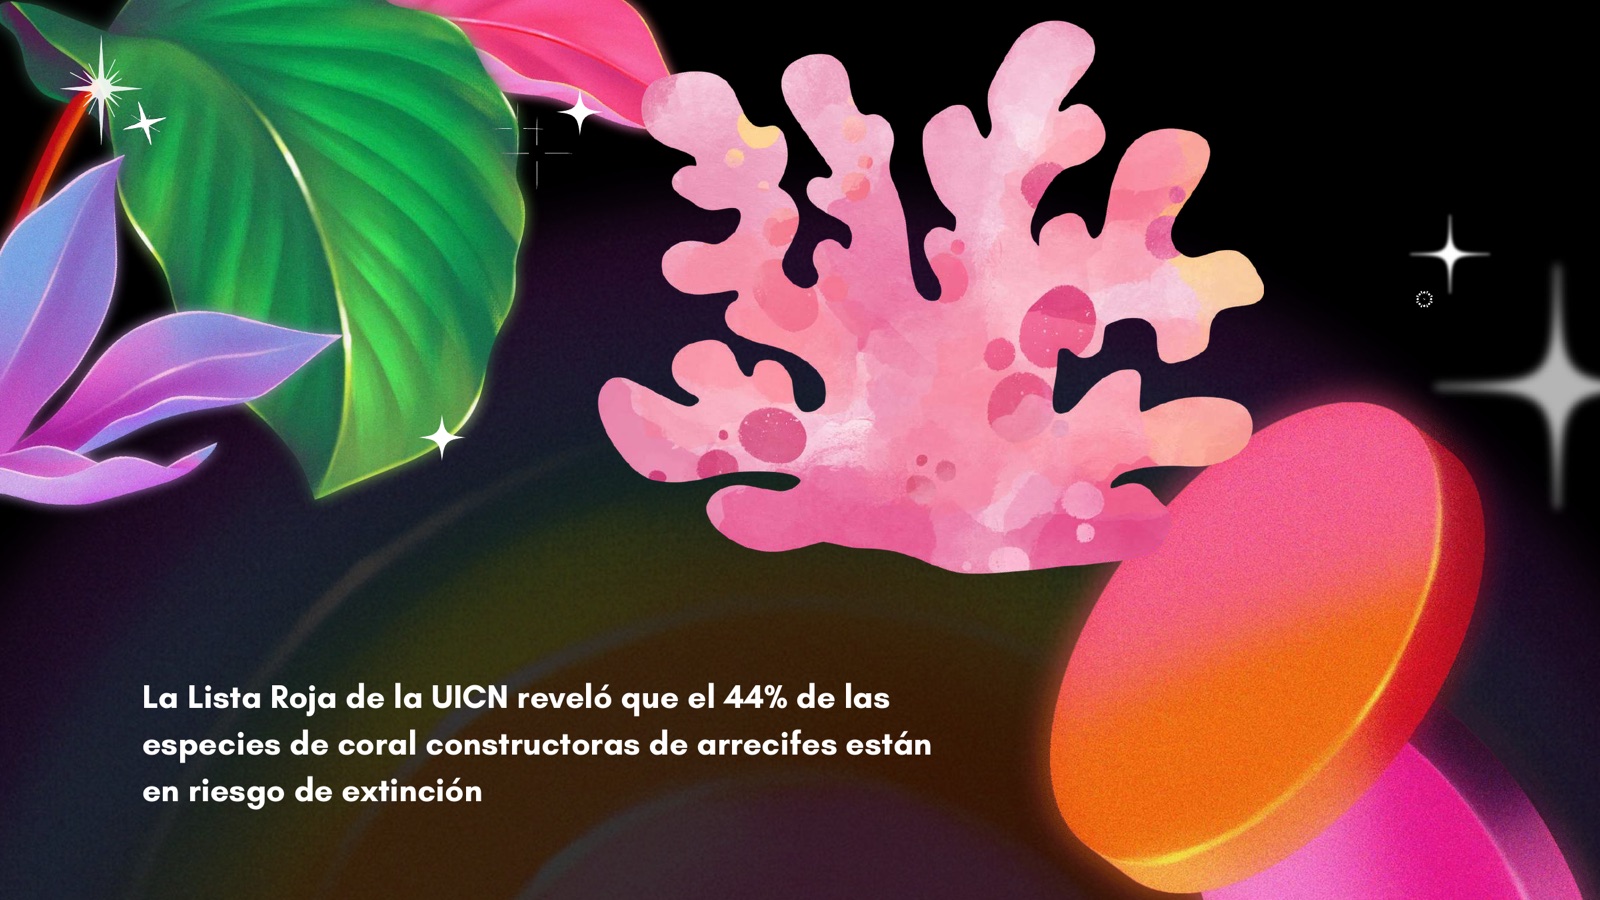 La Lista Roja de la UICN reveló que el 44% de las
especies de coral constructoras de arrecifes están
en riesgo de extinción